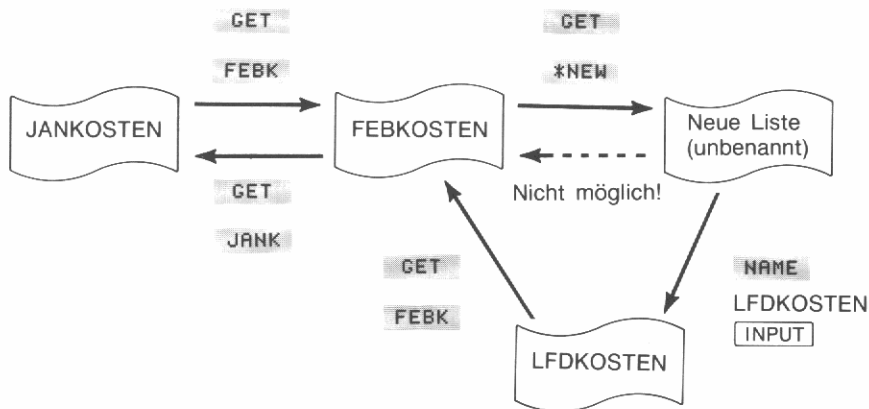 GET
FEBK
GET
*NEW
JANKOSTEN
FEBKOSTEN
Neue Liste
(unbenannt)
Nicht möglich!
GET
JANK
GET
FEBK
NAME
LFDKOSTEN
INPUT
LFDKOSTEN